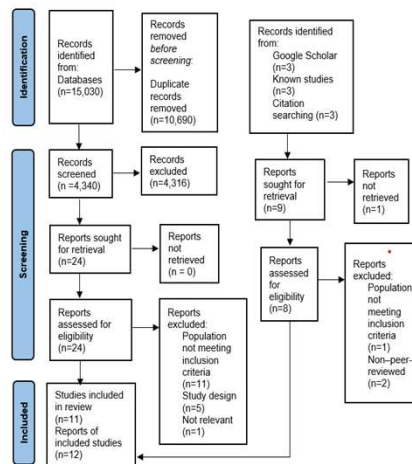 Identification
Records
identified
from:
Databases
(n=15,030)
Records
removed
before
screening:
Duplicate
records
removed
(n=10,690)
Records identified
from:
Google Scholar
(n=3)
Known studies
(n=3)
Citation
searching (n=3)
Screening
Records
screened
(n =4,340)
Records
excluded
(n=4,316)
Reports sought
for retrieval
(n=24)
Reports
not
retrieved
(n = 0)
Reports
sought for
retrieval
(n=9)
Reports
not
retrieved
(n=1)
Reports
assessed for
eligibility
(n=24)
Reports
excluded:
Population
not meeting
inclusion
criteria
(n=11)
Study design
(n=5)
Not relevant
(n=1)
Reports
assessed
for
eligibility
(n=8)
Reports
excluded:
Population
not
meeting
inclusion
criteria
(n=1)
Non–peer-
reviewed
(n=2)
Included
Studies included
in review
(n=11)
Reports of
included studies
(n=12)